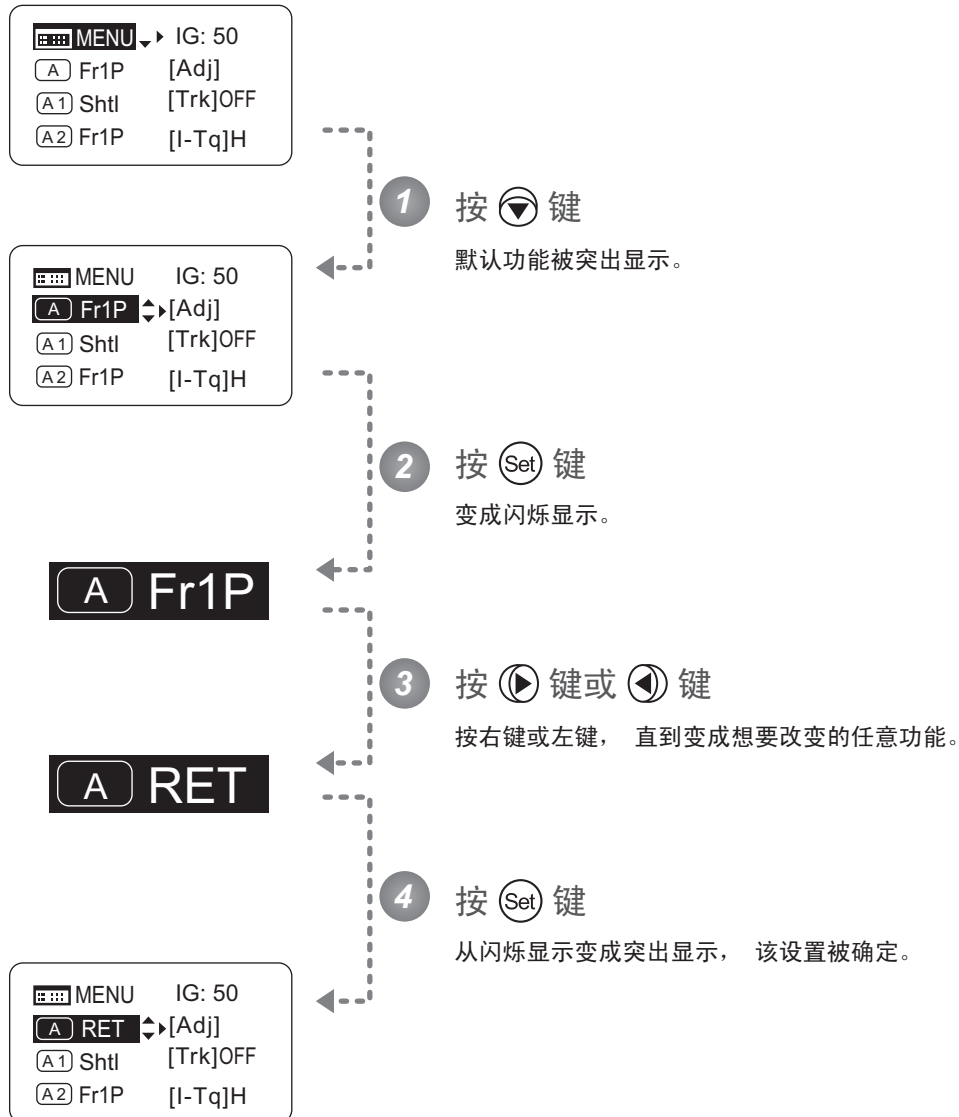 MENU IG: 50
A Fr1P [Adj]
A1 Shtl [Trk]OFF
A2 Fr1P [I-Tq]H
1 按 键
默认功能被突出显示。
MENU IG: 50
A Fr1P [Adj]
A1 Shtl [Trk]OFF
A2 Fr1P [I-Tq]H
2 按 Set 键
变成闪烁显示。
A Fr1P
3 按 键或 键
按右键或左键， 直到变成想要改变的任意功能。
A RET
4 按 Set 键
从闪烁显示变成突出显示， 该设置被确定。
MENU IG: 50
A RET [Adj]
A1 Shtl [Trk]OFF
A2 Fr1P [I-Tq]H